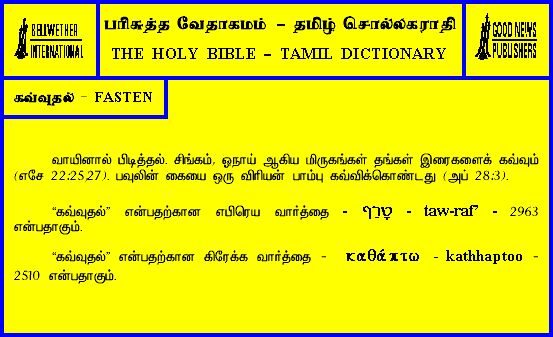 BELLWETHER
INTERNATIONAL
பரிசுத்த வேதாகமம் – தமிழ் சொல்லகராதி
THE HOLY BIBLE – TAMIL DICTIONARY
GOOD NEWS
PUBLISHERS
கவ்வுதல் – FASTEN
வாயினால் பிடித்தல். சிங்கம், ஓநாய் ஆகிய மிருகங்கள் தங்கள் இரைகளைக் கவ்வும்
(எசே 22:25,27). பவுலின் கையை ஒரு விரியன் பாம்பு கவ்விக்கொண்டது (அப் 28:3).
“கவ்வுதல்” என்பதற்கான எபிரெய வார்த்தை - טָרַף - taw-raf’ - 2963
என்பதாகும்.
“கவ்வுதல்” என்பதற்கான கிரேக்க வார்த்தை - καθάπτω - kathhaptoo -
2510 என்பதாகும்.